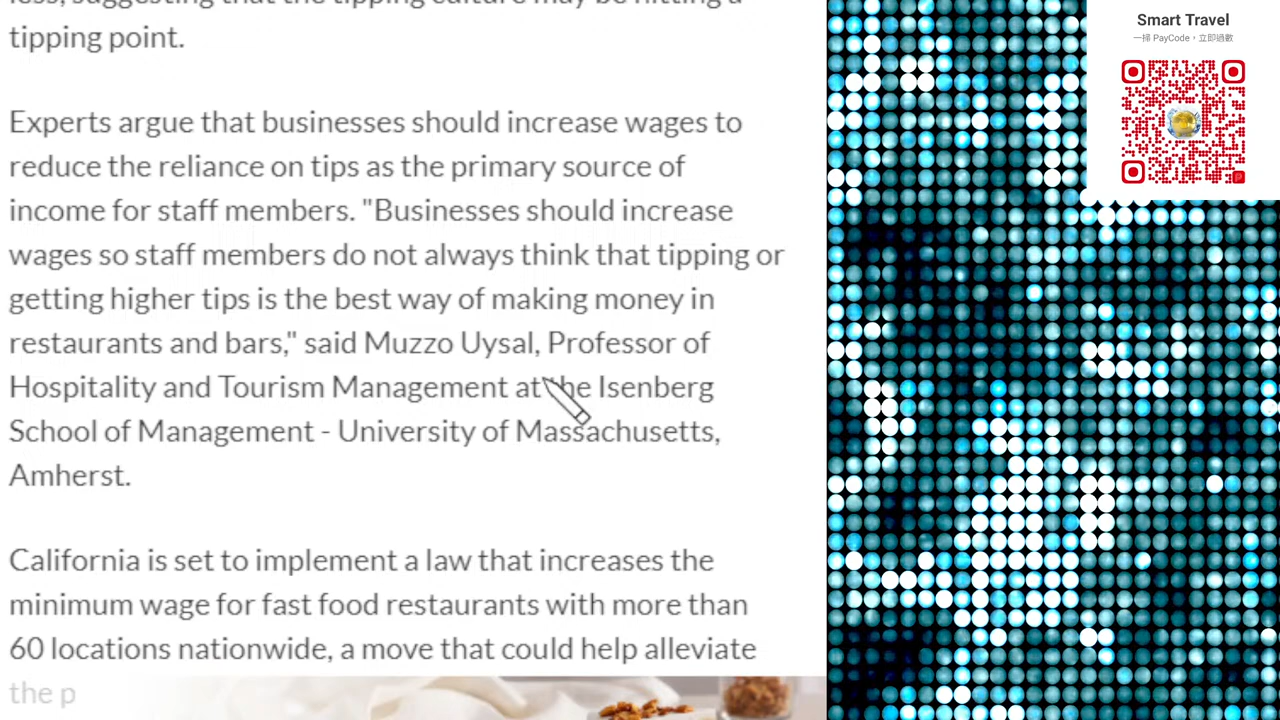 tipping point.
Experts argue that businesses should increase wages to
reduce the reliance on tips as the primary source of
income for staff members. "Businesses should increase
wages so staff members do not always think that tipping or
getting higher tips is the best way of making money in
restaurants and bars," said Muzzo Uysal, Professor of
Hospitality and Tourism Management at the Isenberg
School of Management - University of Massachusetts,
Amherst.
California is set to implement a law that increases the
minimum wage for fast food restaurants with more than
60 locations nationwide, a move that could help alleviate
the p
Smart Travel
一掃 PayCode，立即過數